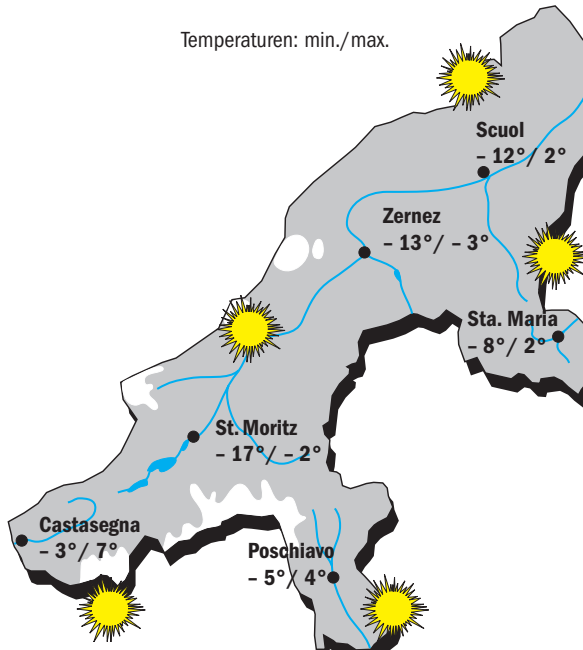 Temperaturen: min./max.
Scuol
– 12°/ 2°
Zernez
– 13°/ – 3°
Sta. Maria
– 8°/ 2°
St. Moritz
– 17°/ – 2°
Castasegna
– 3°/ 7°
Poschiavo
– 5°/ 4°